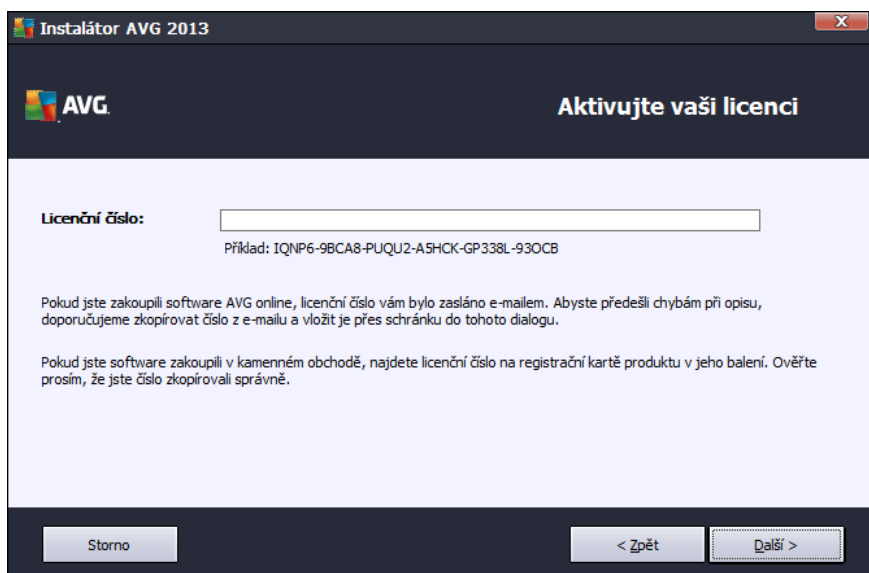 Instalátor AVG 2013
AVG.
Aktivujte vaši licenci
Licenční číslo:
Příklad: IQNP6-9BCA8-PUQU2-A5HCK-GP338L-93OCB
Pokud jste zakoupili software AVG online, licenční číslo vám bylo zasláno e-mailem. Abyste předešli chybám při opisu,
doporučujeme zkopírovat číslo z e-mailu a vložit je přes schránku do tohoto dialogu.
Pokud jste software zakoupili v kamenném obchodě, najdete licenční číslo na registrační kartě produktu v jeho balení. Ověřte
prosím, že jste číslo zkopírovali správně.
Storno
< Zpět
Další >